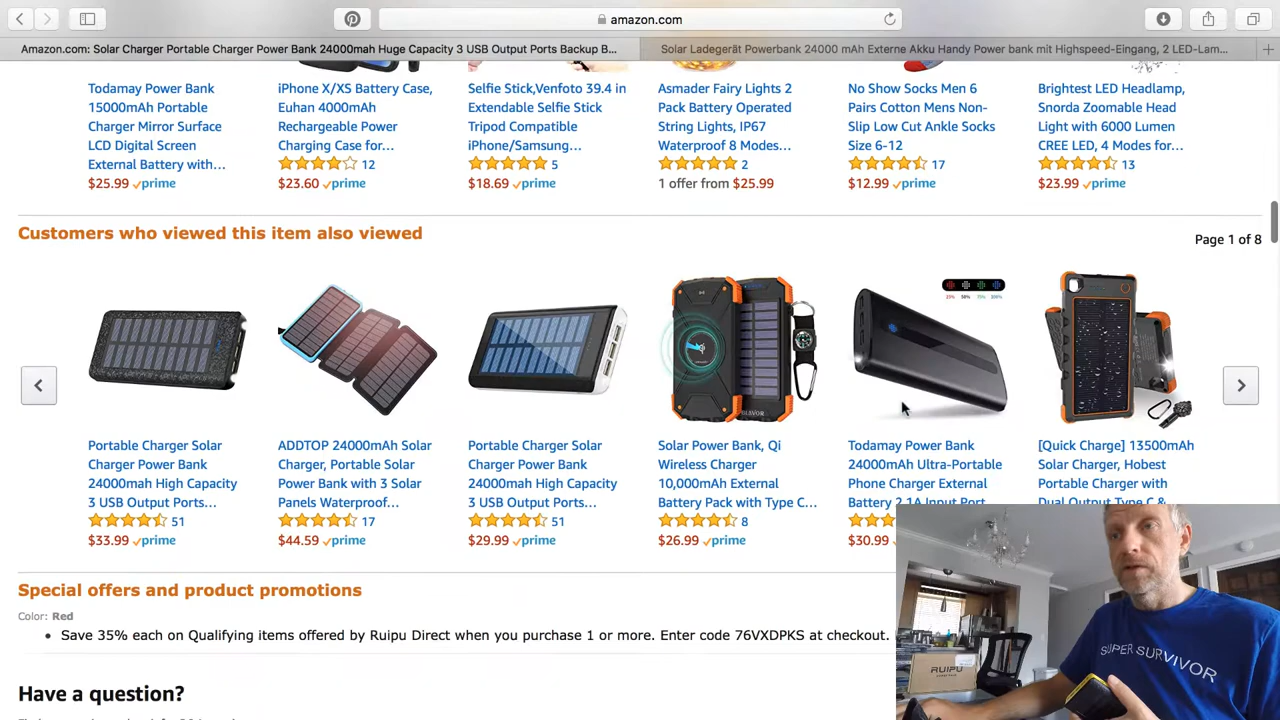 amazon.com
Amazon.com: Solar Charger Portable Charger Power Bank 24000mah Huge Capacity 3 USB Output Ports Backup B...
Solar Ladegerät Powerbank 24000 mAh Externe Akku Handy Power bank mit Highspeed-Eingang, 2 LED-Lam...
Todamay Power Bank
15000mAh Portable
Charger Mirror Surface
LCD Digital Screen
External Battery with...
12
$25.99 prime
iPhone X/XS Battery Case,
Euhan 4000mAh
Rechargeable Power
Charging Case for...
$23.60 prime
Selfie Stick,Venfoto 39.4 in
Extendable Selfie Stick
Tripod Compatible
iPhone/Samsung...
5
$18.69 prime
Asmader Fairy Lights 2
Pack Battery Operated
String Lights, IP67
Waterproof 8 Modes...
2
1 offer from $25.99
No Show Socks Men 6
Pairs Cotton Mens Non-
Slip Low Cut Ankle Socks
Size 6-12
17
$12.99 prime
Brightest LED Headlamp,
Snorda Zoomable Head
Light with 6000 Lumen
CREE LED, 4 Modes for...
13
$23.99 prime
Customers who viewed this item also viewed
Page 1 of 8
25% 50% 75% 100%
Portable Charger Solar
Charger Power Bank
24000mah High Capacity
3 USB Output Ports...
51
$33.99 prime
ADDTOP 24000mAh Solar
Charger, Portable Solar
Power Bank with 3 Solar
Panels Waterproof...
17
$44.59 prime
Portable Charger Solar
Charger Power Bank
24000mah High Capacity
3 USB Output Ports...
51
$29.99 prime
Solar Power Bank, Qi
Wireless Charger
10,000mAh External
Battery Pack with Type C...
8
$26.99 prime
Todamay Power Bank
24000mAh Ultra-Portable
Phone Charger External
Battery 2.1A Input Port
$30.99
[Quick Charge] 13500mAh
Solar Charger, Hobest
Portable Charger with
Dual Output Type C &
Special offers and product promotions
Color: Red
• Save 35% each on Qualifying items offered by Ruipu Direct when you purchase 1 or more. Enter code 76VXDPKS at checkout.
Have a question?
RUIPU
SUPER SURVIVOR